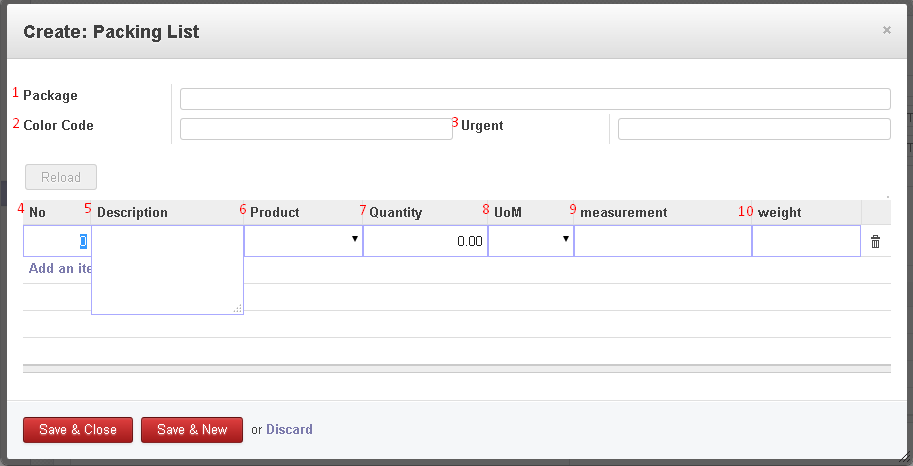 Create: Packing List ×
1 Package
2 Color Code 3 Urgent
Reload
4 No 5 Description 6 Product 7 Quantity 8 UoM 9 measurement 10 weight
0 0.00
Add an ite
Save & Close Save & New or Discard